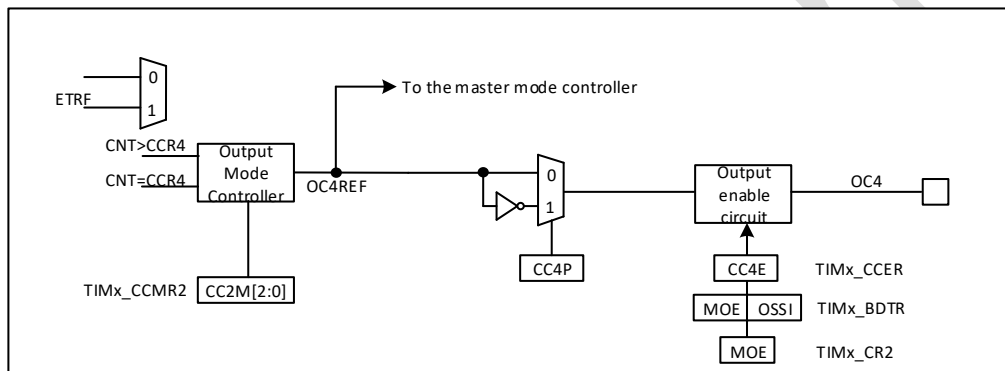 0
ETRF
1
To the master mode controller
CNT>CCR4
CNT=CCR4
Output
Mode
Controller
OC4REF
0
1
Output
enable
circuit
OC4
CC4P
CC4E
TIMx_CCER
TIMx_CCMR2
CC2M[2:0]
MOE
OSSI
TIMx_BDTR
MOE
TIMx_CR2